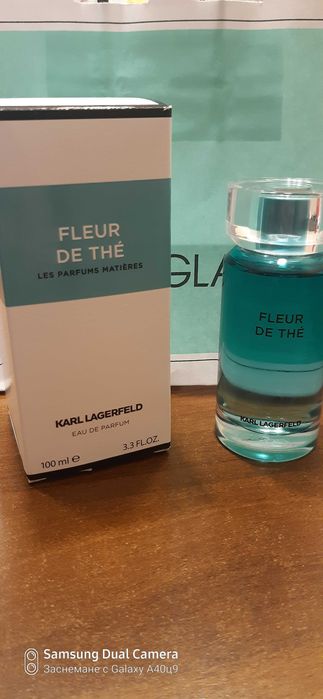 FLEUR
DE THÉ
LES PARFUMS MATIÈRES
KARL LAGERFELD
EAU DE PARFUM
100 ml e
3.3 FL.OZ.
GLA
FLEUR
DE THÉ
KARL LAGERFELD
Samsung Dual Camera
Заснемане с Galaxy A40ц9